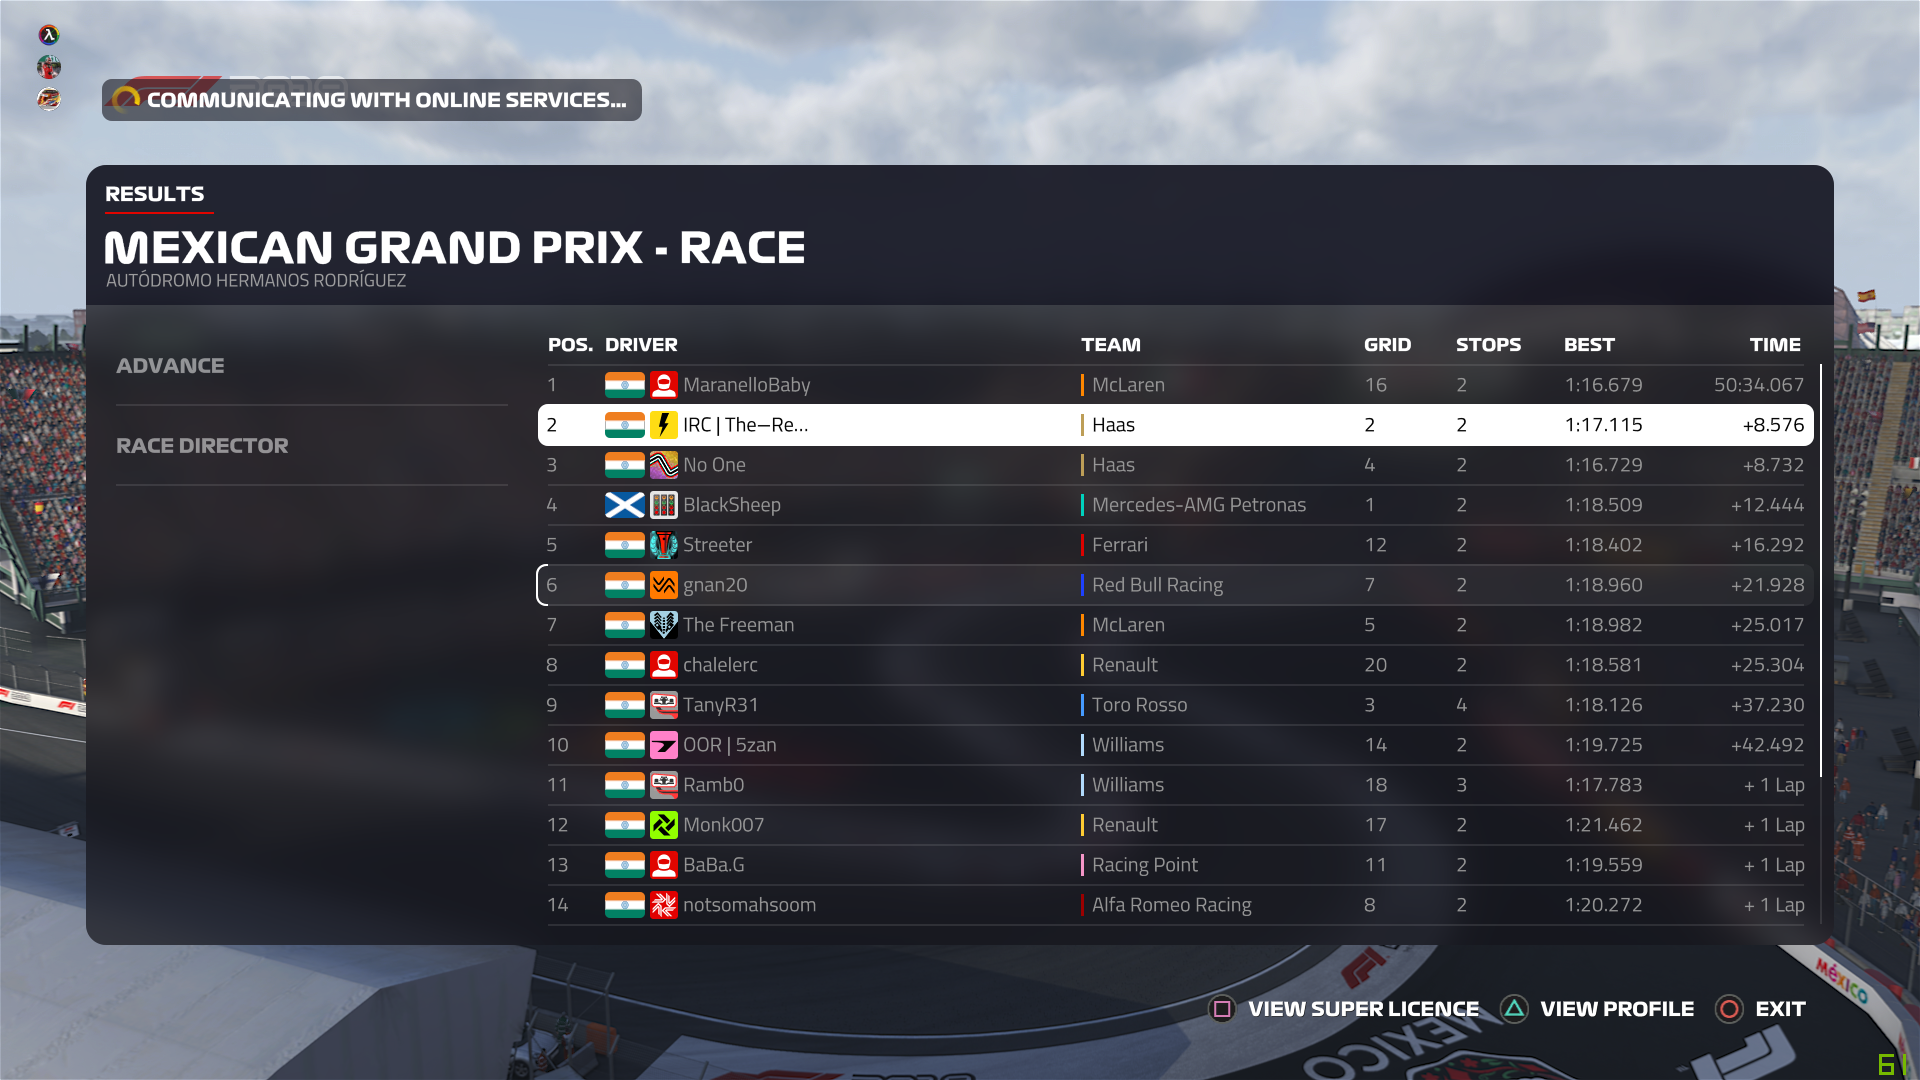 COMMUNICATING WITH ONLINE SERVICES...
RESULTS
MEXICAN GRAND PRIX - RACE
AUTÓDROMO HERMANOS RODRÍGUEZ
ADVANCE
RACE DIRECTOR
POS. DRIVER TEAM GRID STOPS BEST TIME
1 MaranelloBaby McLaren 16 2 1:16.679 50:34.067
2 IRC | The—Re... Haas 2 2 1:17.115 +8.576
3 No One Haas 4 2 1:16.729 +8.732
4 BlackSheep Mercedes-AMG Petronas 1 2 1:18.509 +12.444
5 Streeter Ferrari 12 2 1:18.402 +16.292
6 gnan20 Red Bull Racing 7 2 1:18.960 +21.928
7 The Freeman McLaren 5 2 1:18.982 +25.017
8 chalelerc Renault 20 2 1:18.581 +25.304
9 TanyR31 Toro Rosso 3 4 1:18.126 +37.230
10 OOR | 5zan Williams 14 2 1:19.725 +42.492
11 Ramb0 Williams 18 3 1:17.783 + 1 Lap
12 Monk007 Renault 17 2 1:21.462 + 1 Lap
13 BaBa.G Racing Point 11 2 1:19.559 + 1 Lap
14 notsomahsoom Alfa Romeo Racing 8 2 1:20.272 + 1 Lap
MéxICO
VIEW SUPER LICENCE VIEW PROFILE EXIT
MEXICO
61